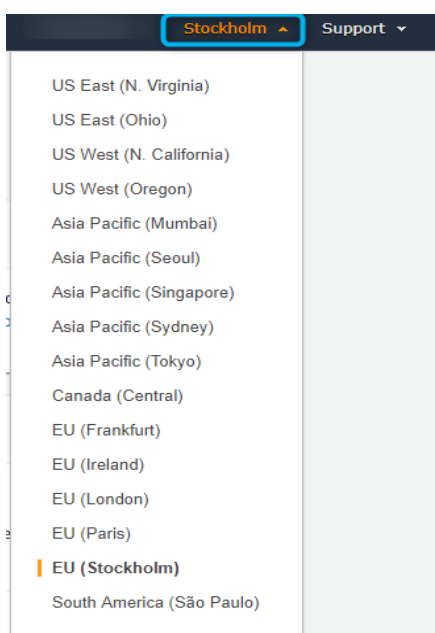 Stockholm Support
US East (N. Virginia)
US East (Ohio)
US West (N. California)
US West (Oregon)
Asia Pacific (Mumbai)
Asia Pacific (Seoul)
Asia Pacific (Singapore)
Asia Pacific (Sydney)
Asia Pacific (Tokyo)
Canada (Central)
EU (Frankfurt)
EU (Ireland)
EU (London)
EU (Paris)
EU (Stockholm)
South America (São Paulo)